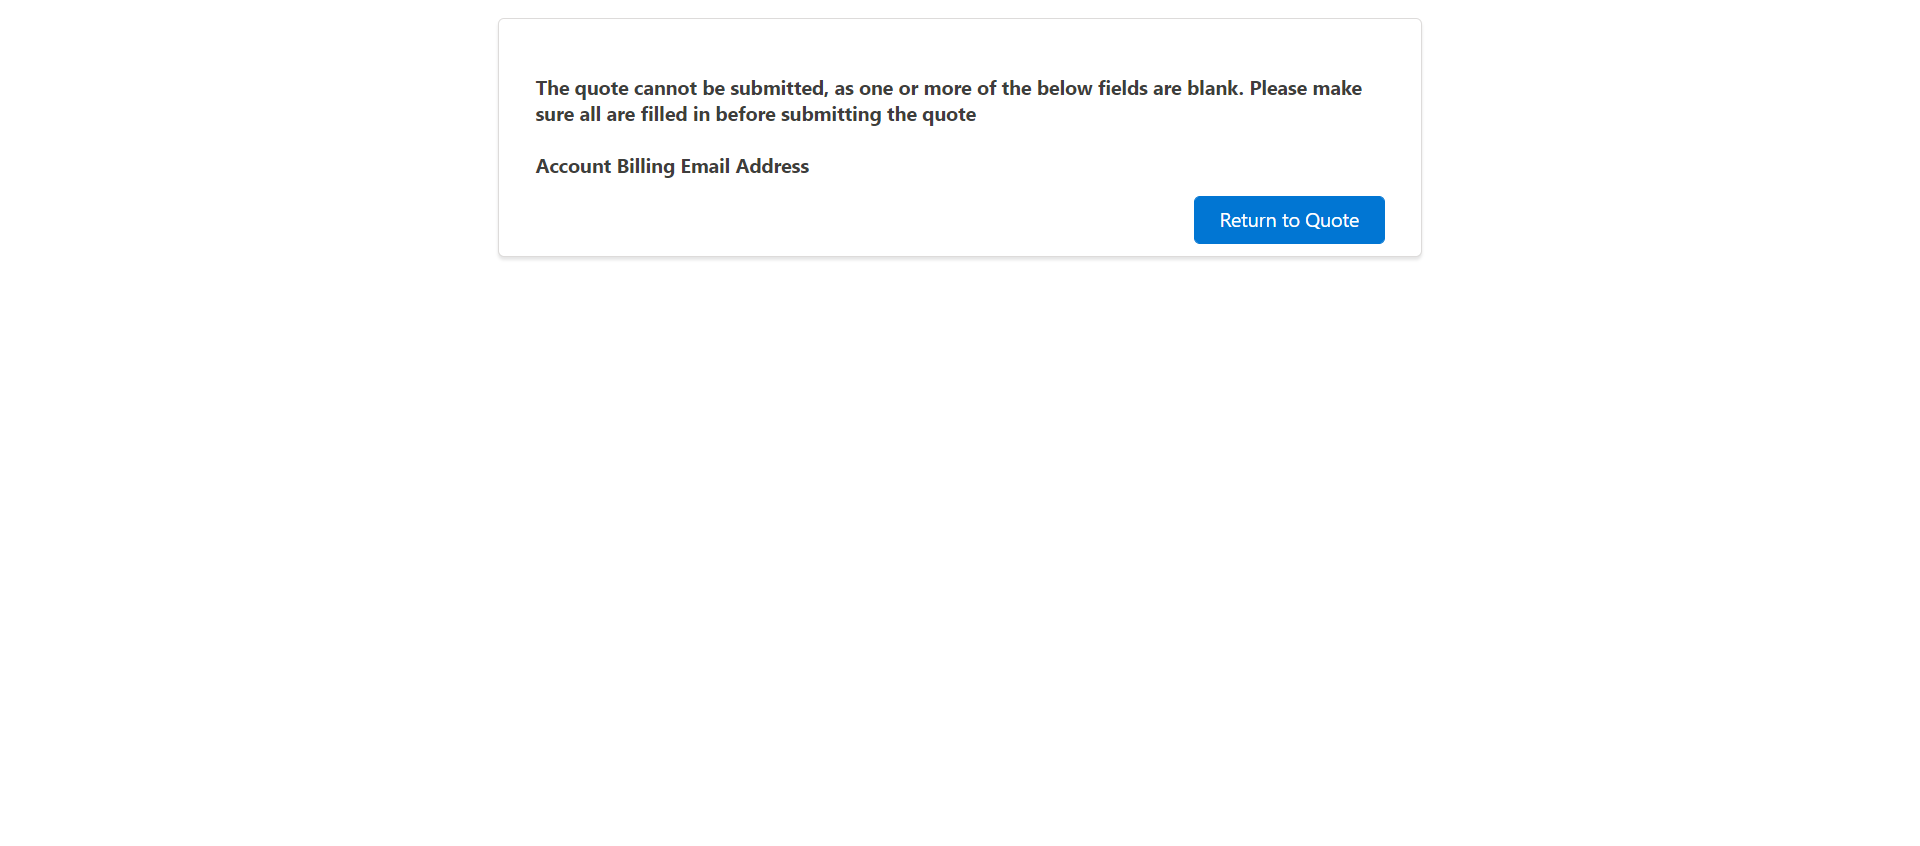 The quote cannot be submitted, as one or more of the below fields are blank. Please make
sure all are filled in before submitting the quote
Account Billing Email Address
Return to Quote